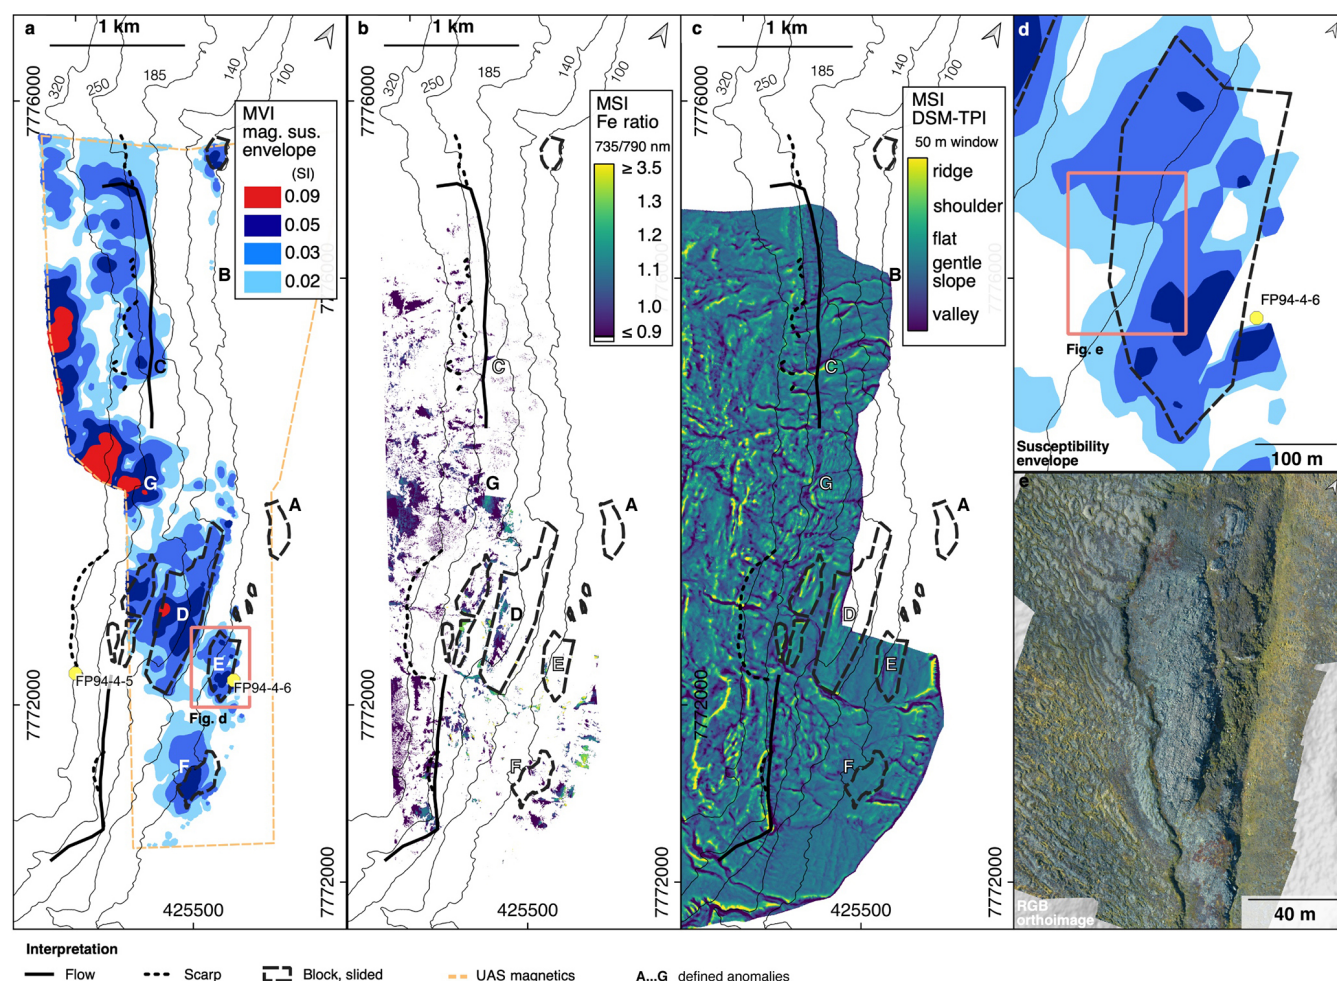 a
1 km
320
250
185
140
100
7776000
MVI
mag. sus.
envelope
(SI)
0.09
0.05
0.03
0.02
7776000
B
C
G
A
D
E
FP94-4-5
FP94-4-6
Fig. d
F
7772000
7772000
425500
b
1 km
320
250
185
140
100
7776000
MSI
Fe ratio
735/790 nm
≥ 3.5
1.3
1.2
1.1
1.0
≤ 0.9
C
G
A
D
E
F
7772000
7772000
425500
c
1 km
320
250
185
140
100
7776000
MSI
DSM-TPI
50 m window
ridge
shoulder
flat
gentle
slope
valley
7776000
B
C
G
A
D
E
F
7772000
7772000
425500
d
FP94-4-6
Fig. e
Susceptibility
envelope
100 m
e
RGB
orthoimage
40 m
Interpretation
Flow
Scarp
Block, slided
UAS magnetics
A...G defined anomalies